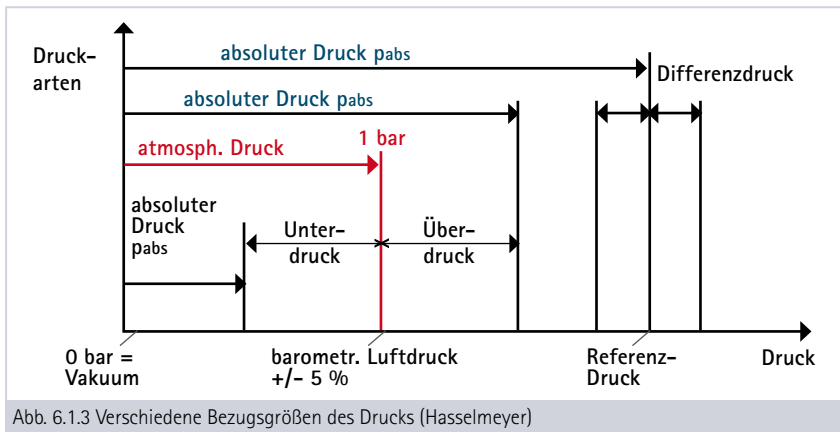 Druck-
arten
absoluter Druck pabs
Differenzdruck
absoluter Druck pabs
1 bar
atmosph. Druck
absoluter
Druck
pabs
Unter-
druck
Über-
druck
0 bar =
Vakuum
barometr. Luftdruck
+/- 5 %
Referenz-
Druck
Druck
Abb. 6.1.3 Verschiedene Bezugsgrößen des Drucks (Hasselmeyer)